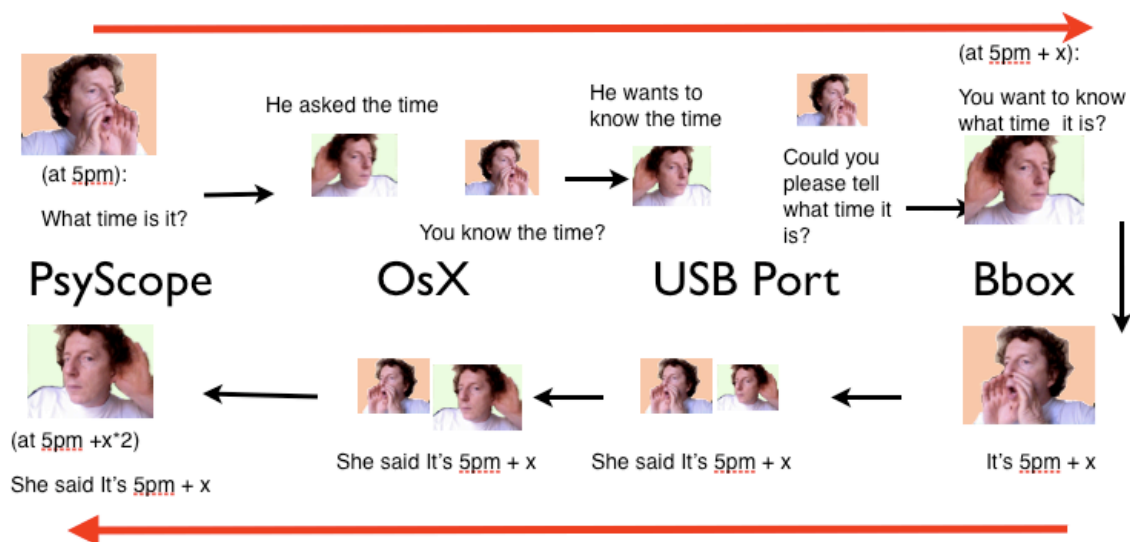 (at 5pm + x):
You want to know
what time it is?
He asked the time
He wants to
know the time
(at 5pm):
What time is it?
You know the time?
Could you
please tell
what time it
is?
PsyScope
OsX
USB Port
Bbox
(at 5pm +x*2)
She said It's 5pm + x
She said It's 5pm + x
She said It's 5pm + x
It's 5pm + x